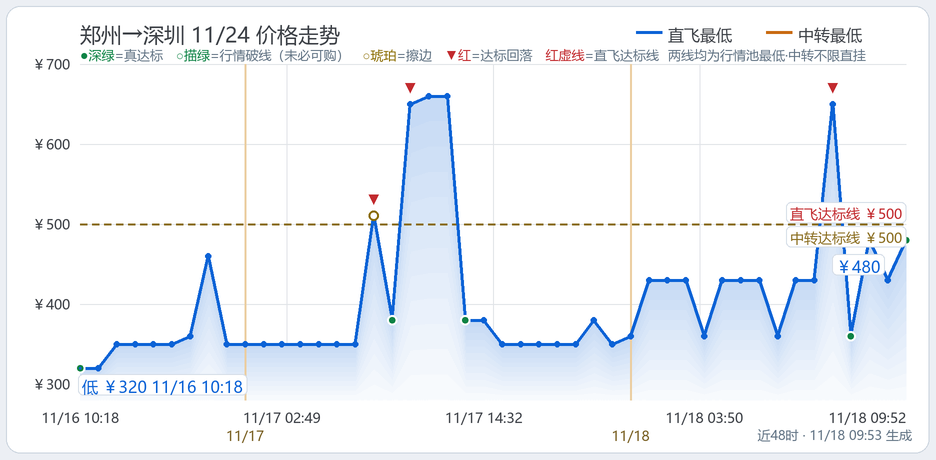 郑州→深圳 11/24 价格走势
直飞最低 中转最低
●深绿=真达标 ○描绿=行情破线（未必可购） ○琥珀=擦边 ▼红=达标回落 红虚线=直飞达标线 两线均为行情池最低·中转不限直挂
￥700
￥600
￥500
￥400
￥300
直飞达标线 ￥500
中转达标线 ￥500
￥480
低 ￥320 11/16 10:18
11/16 10:18 11/17 02:49 11/17 14:32 11/18 03:50 11/18 09:52
11/17 11/18
近48时 · 11/18 09:53 生成